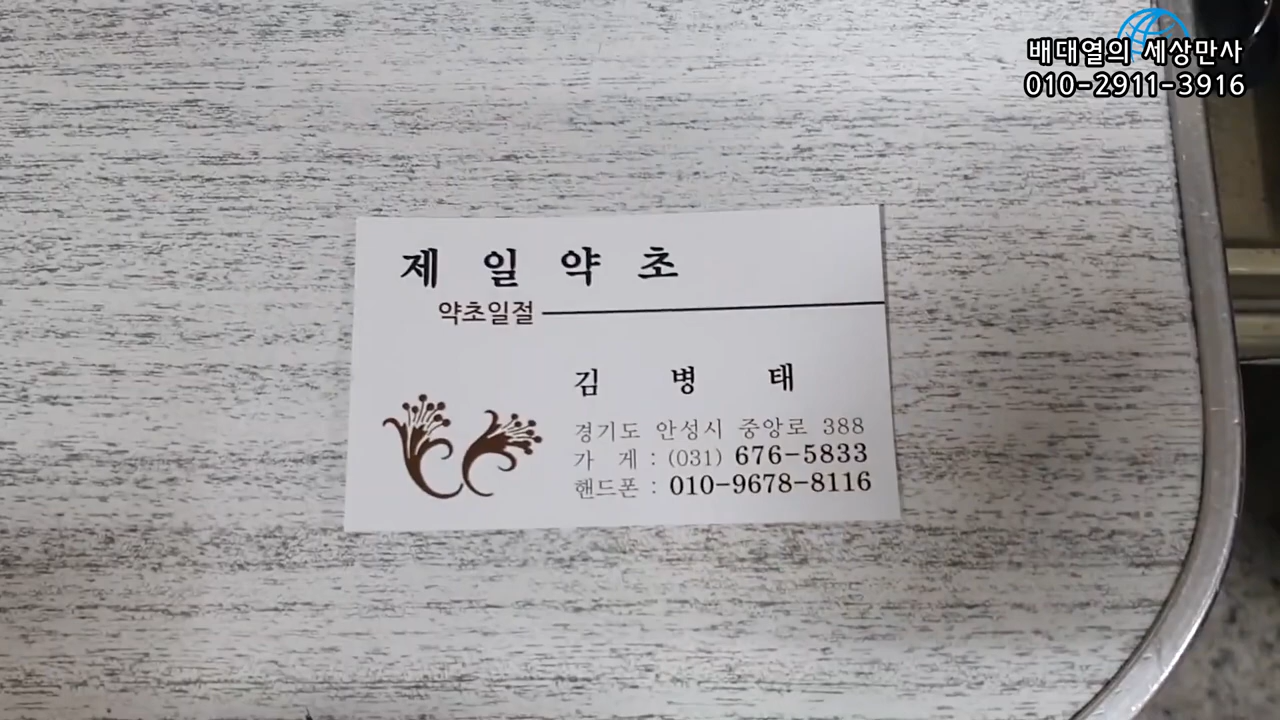 배대열의 세상만사
010-2911-3916
제 일 약 초
약초일절
김 병 태
경기도 안성시 중앙로 388
가 게 : (031) 676-5833
핸드폰 : 010-9678-8116